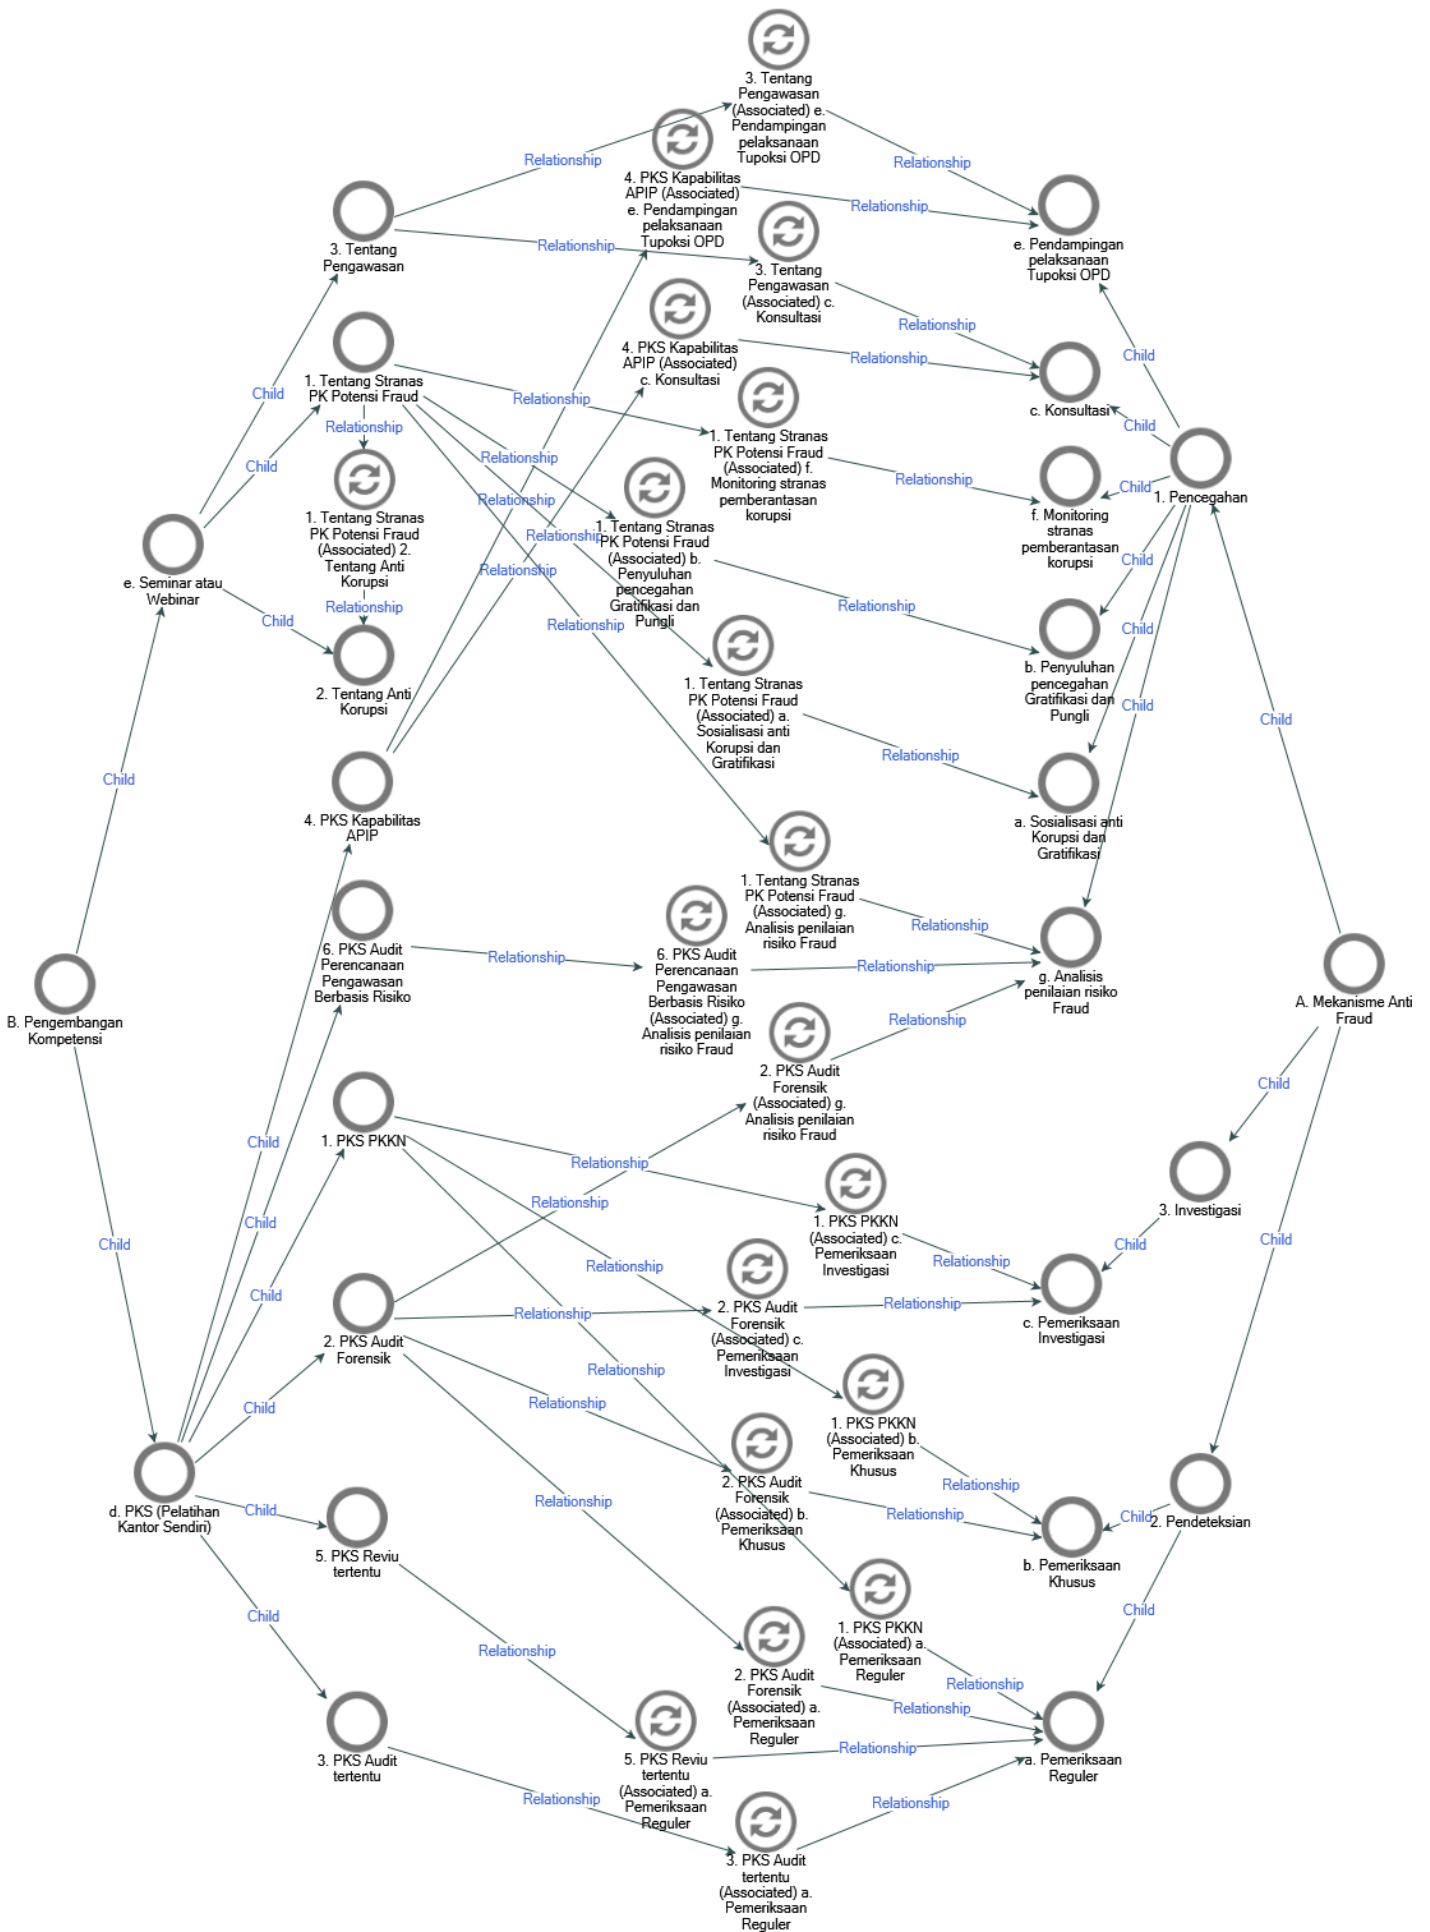 3. Tentang
Pengawasan
(Associated) e.
Pendampingan
pelaksanaan
Tupoksi OPD
Relationship
Relationship
4. PKS Kapabilitas
APIP (Associated)
e. Pendampingan
pelaksanaan
Tupoksi OPD
Relationship
3. Tentang
Pengawasan
Relationship
e. Pendampingan
pelaksanaan
Tupoksi OPD
3. Tentang
Pengawasan
(Associated) c.
Konsultasi
Relationship
4. PKS Kapabilitas
APIP (Associated)
c. Konsultasi
Relationship
Child
1. Tentang Stranas
PK Potensi Fraud
Child
Relationship
c. Konsultasi
Child
Relationship
1. Tentang Stranas
PK Potensi Fraud
(Associated) f.
Monitoring stranas
pemberantasan
korupsi
Relationship
Child
Relationship
Relationship
Child
1. Pencegahan
Relationship
1. Tentang Stranas
PK Potensi Fraud
(Associated) 2.
Tentang Anti
Korupsi
f. Monitoring
stranas
pemberantasan
korupsi
1. Tentang Stranas
PK Potensi Fraud
(Associated) b.
Penyuluhan
pencegahan
Gratifikasi dan
Pungli
Relationship
Relationship
Child
e. Seminar atau
Webinar
Relationship
Relationship
Child
Relationship
Child
b. Penyuluhan
pencegahan
Gratifikasi dan
Pungli
2. Tentang Anti
Korupsi
1. Tentang Stranas
PK Potensi Fraud
(Associated) a.
Sosialisasi anti
Korupsi dan
Gratifikasi
Child
Child
Relationship
Child
4. PKS Kapabilitas
APIP
a. Sosialisasi anti
Korupsi dan
Gratifikasi
1. Tentang Stranas
PK Potensi Fraud
(Associated) g.
Analisis penilaian
risiko Fraud
Relationship
6. PKS Audit
Perencanaan
Pengawasan
Berbasis Risiko
Relationship
6. PKS Audit
Perencanaan
Pengawasan
Berbasis Risiko
(Associated) g.
Analisis penilaian
risiko Fraud
Relationship
g. Analisis
penilaian risiko
Fraud
A. Mekanisme Anti
Fraud
B. Pengembangan
Kompetensi
Relationship
2. PKS Audit
Forensik
(Associated) g.
Analisis penilaian
risiko Fraud
Child
Child
1. PKS PKKN
Relationship
Relationship
3. Investigasi
Child
1. PKS PKKN
(Associated) c.
Pemeriksaan
Investigasi
Child
Child
Child
Relationship
Relationship
Child
Relationship
Relationship
2. PKS Audit
Forensik
(Associated) c.
Pemeriksaan
Investigasi
c. Pemeriksaan
Investigasi
2. PKS Audit
Forensik
Relationship
Child
Relationship
1. PKS PKKN
(Associated) b.
Pemeriksaan
Khusus
2. PKS Audit
Forensik
(Associated) b.
Pemeriksaan
Khusus
Relationship
Relationship
d. PKS (Pelatihan
Kantor Sendiri)
Child
Relationship
Relationship
Child
2. Pendeteksian
5. PKS Reviu
tertentu
b. Pemeriksaan
Khusus
Child
Child
1. PKS PKKN
(Associated) a.
Pemeriksaan
Reguler
Relationship
2. PKS Audit
Forensik
(Associated) a.
Pemeriksaan
Reguler
Relationship
Relationship
3. PKS Audit
tertentu
5. PKS Reviu
tertentu
(Associated) a.
Pemeriksaan
Reguler
Relationship
a. Pemeriksaan
Reguler
Relationship
Relationship
3. PKS Audit
tertentu
(Associated) a.
Pemeriksaan
Reguler